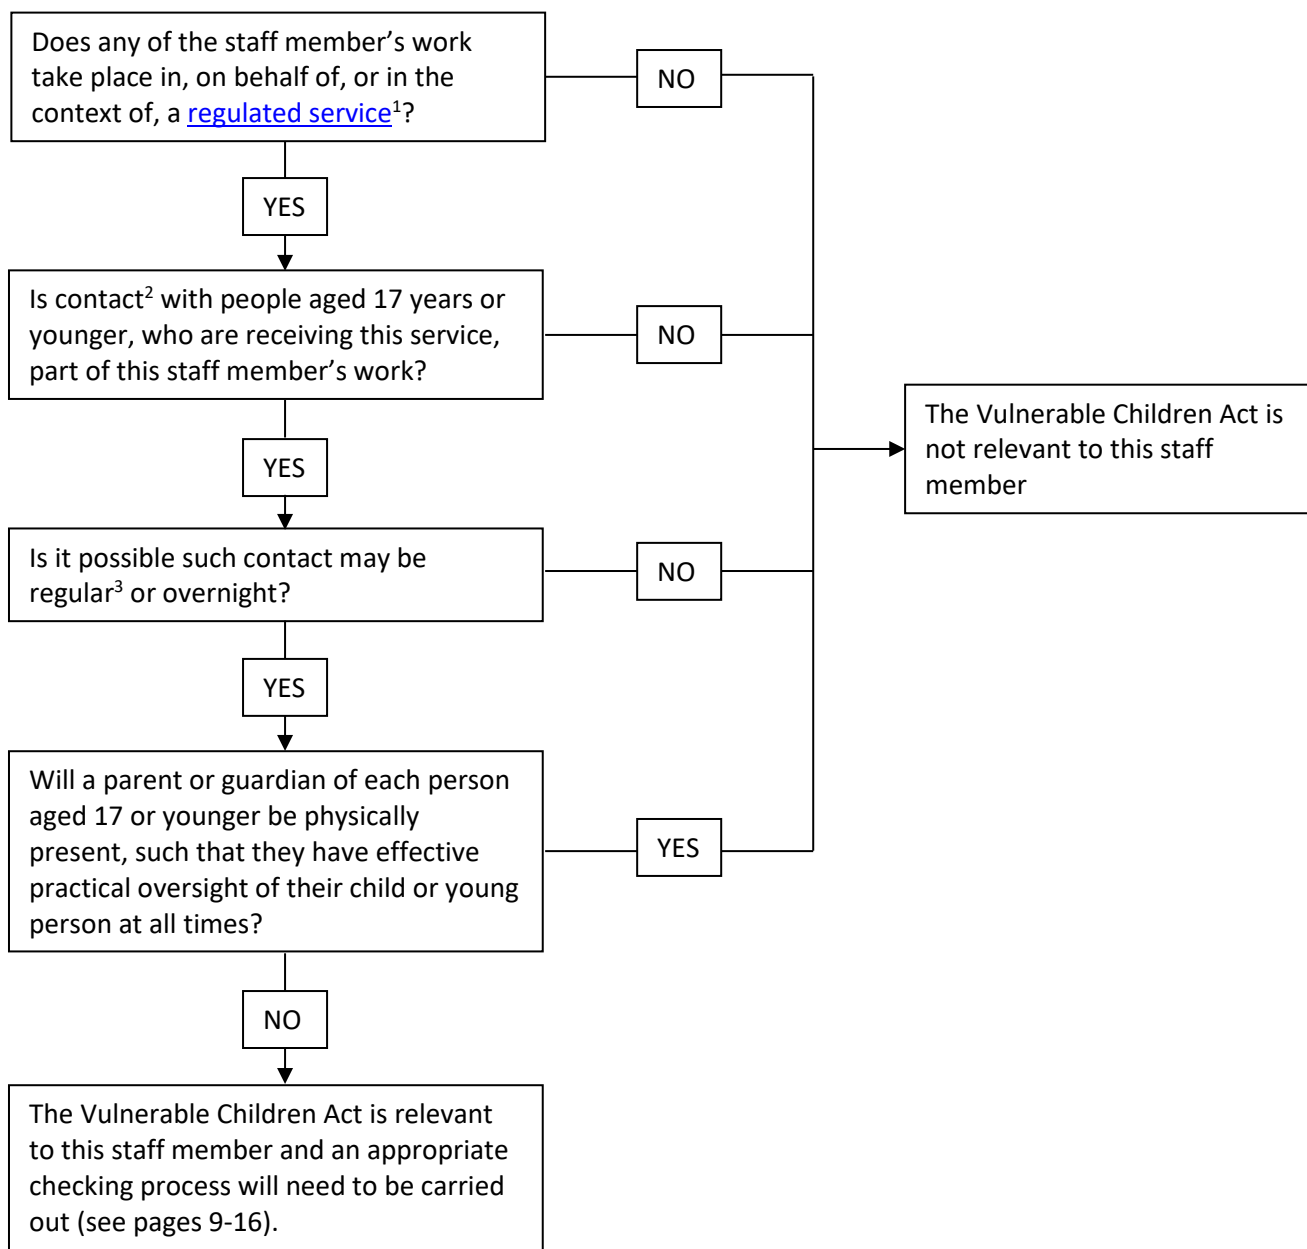 Does any of the staff member’s work
take place in, on behalf of, or in the
context of, a regulated service¹?
NO
YES
Is contact² with people aged 17 years or
younger, who are receiving this service,
part of this staff member’s work?
NO
The Vulnerable Children Act is
not relevant to this staff
member
YES
Is it possible such contact may be
regular³ or overnight?
NO
YES
Will a parent or guardian of each person
aged 17 or younger be physically
present, such that they have effective
practical oversight of their child or young
person at all times?
YES
NO
The Vulnerable Children Act is relevant
to this staff member and an appropriate
checking process will need to be carried
out (see pages 9-16).